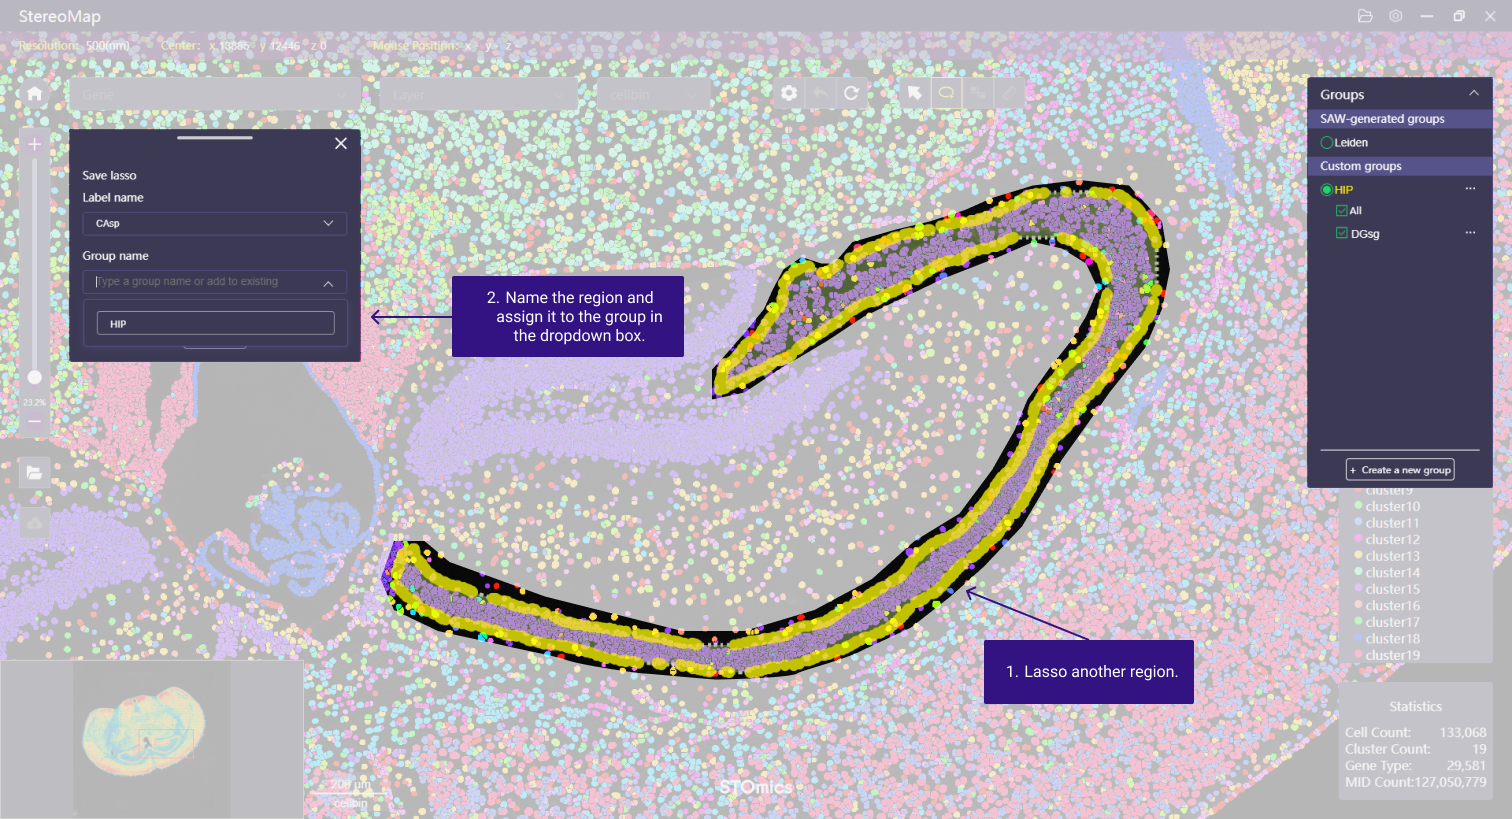 StereoMap
Resolution: 500(nm) Center: x 13885 y 12446 z 0 Mouse Position: x - y - z -
Gene
Layer
cellbin
Save lasso
Label name
CAsp
Group name
Type a group name or add to existing
HIP
23.2%
2. Name the region and
assign it to the group in
the dropdown box.
1. Lasso another region.
Groups
SAW-generated groups
Leiden
Custom groups
HIP
All
DGsg
+ Create a new group
cluster9
cluster10
cluster11
cluster12
cluster13
cluster14
cluster15
cluster16
cluster17
cluster18
cluster19
Statistics
Cell Count: 133,068
Cluster Count: 19
Gene Type: 29,581
MID Count:127,050,779
200 μm
cellbin
STOmics